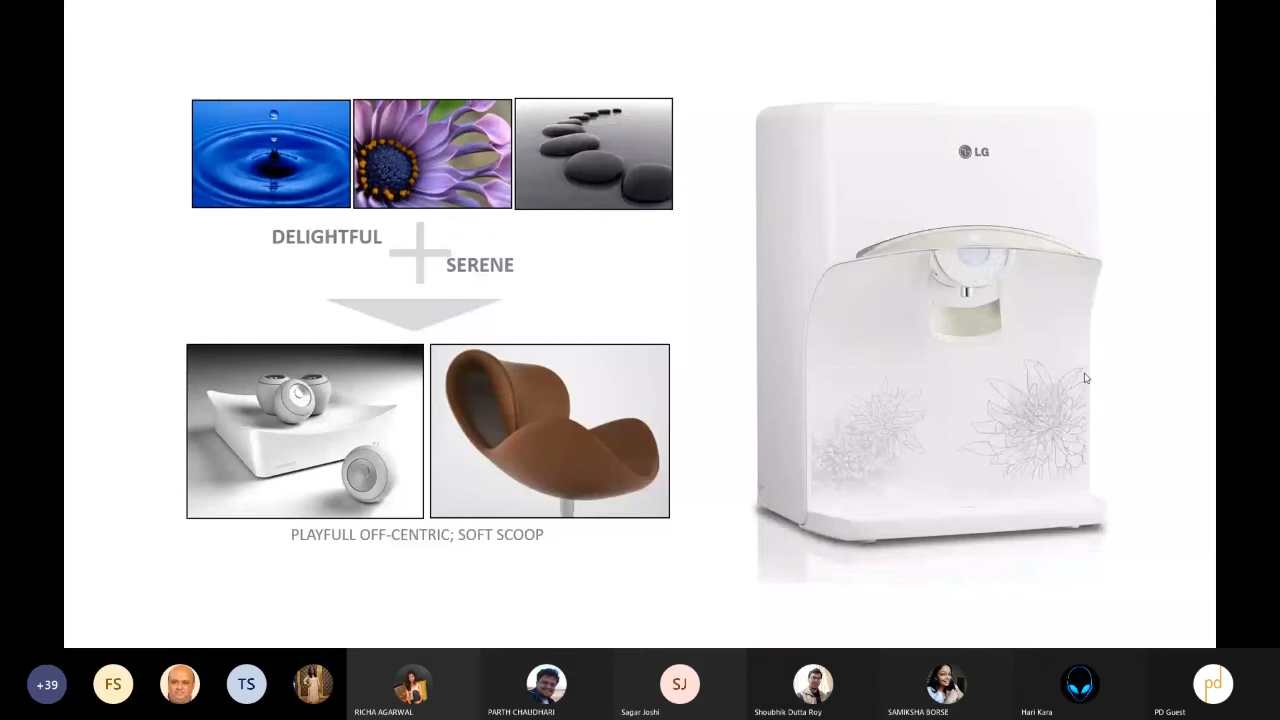 DELIGHTFUL
SERENE
PLAYFULL OFF-CENTRIC; SOFT SCOOP
LG
+39
FS
TS
SJ
pd
RICHA AGARWAL
PARTH CHAUDHARI
Sagar Joshi
Shoubhik Dutta Roy
SAMIKSHA BORSE
Hari Kara
PD Guest